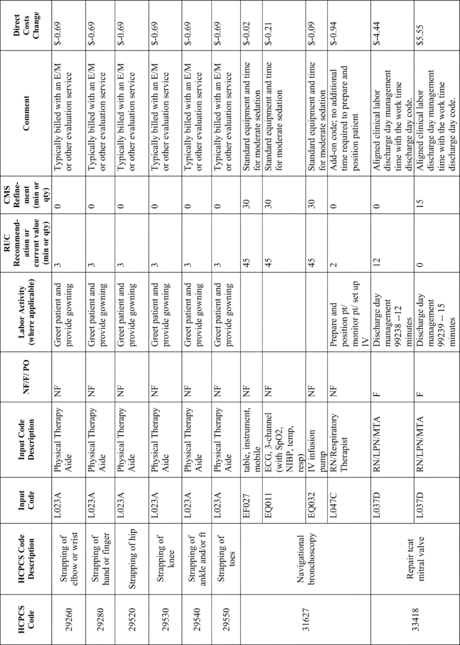 HCPCS Code | HCPCS Code Description | Input Code | Input Code Description | NF/F/ PO | Labor Activity (where applicable) | RUC Recommend-ation or current value (min or qty) | CMS Refine-ment (min or qty) | Comment | Direct Costs Change
29260 | Strapping of elbow or wrist | L023A | Physical Therapy Aide | NF | Greet patient and provide gowning | 3 | 0 | Typically billed with an E/M or other evaluation service | $-0.69
29280 | Strapping of hand or finger | L023A | Physical Therapy Aide | NF | Greet patient and provide gowning | 3 | 0 | Typically billed with an E/M or other evaluation service | $-0.69
29520 | Strapping of hip | L023A | Physical Therapy Aide | NF | Greet patient and provide gowning | 3 | 0 | Typically billed with an E/M or other evaluation service | $-0.69
29530 | Strapping of knee | L023A | Physical Therapy Aide | NF | Greet patient and provide gowning | 3 | 0 | Typically billed with an E/M or other evaluation service | $-0.69
29540 | Strapping of ankle and/or ft | L023A | Physical Therapy Aide | NF | Greet patient and provide gowning | 3 | 0 | Typically billed with an E/M or other evaluation service | $-0.69
29550 | Strapping of toes | L023A | Physical Therapy Aide | NF | Greet patient and provide gowning | 3 | 0 | Typically billed with an E/M or other evaluation service | $-0.69
31627 | Navigational bronchoscopy | EF027 | table, instrument, mobile | NF | 45 | 30 | Standard equipment and time for moderate sedation | $-0.02
EQ011 | ECG, 3-channel (with SpO2, NIBP, temp, resp) | NF | 45 | 30 | Standard equipment and time for moderate sedation | $-0.21
EQ032 | IV infusion pump | NF | 45 | 30 | Standard equipment and time for moderate sedation | $-0.09
L047C | RN/Respiratory Therapist | NF | Prepare and position pt/ monitor pt/ set up IV | 2 | 0 | Add-on code; no additional time required to prepare and position patient | $-0.94
33418 | Repair tcat mitral valve | L037D | RN/LPN/MTA | F | Discharge day management 99238 --12 minutes | 12 | 0 | Aligned clinical labor discharge day management time with the work time discharge day code. | $-4.44
L037D | RN/LPN/MTA | F | Discharge day management 99239 -- 15 minutes | 0 | 15 | Aligned clinical labor discharge day management time with the work time discharge day code. | $5.55